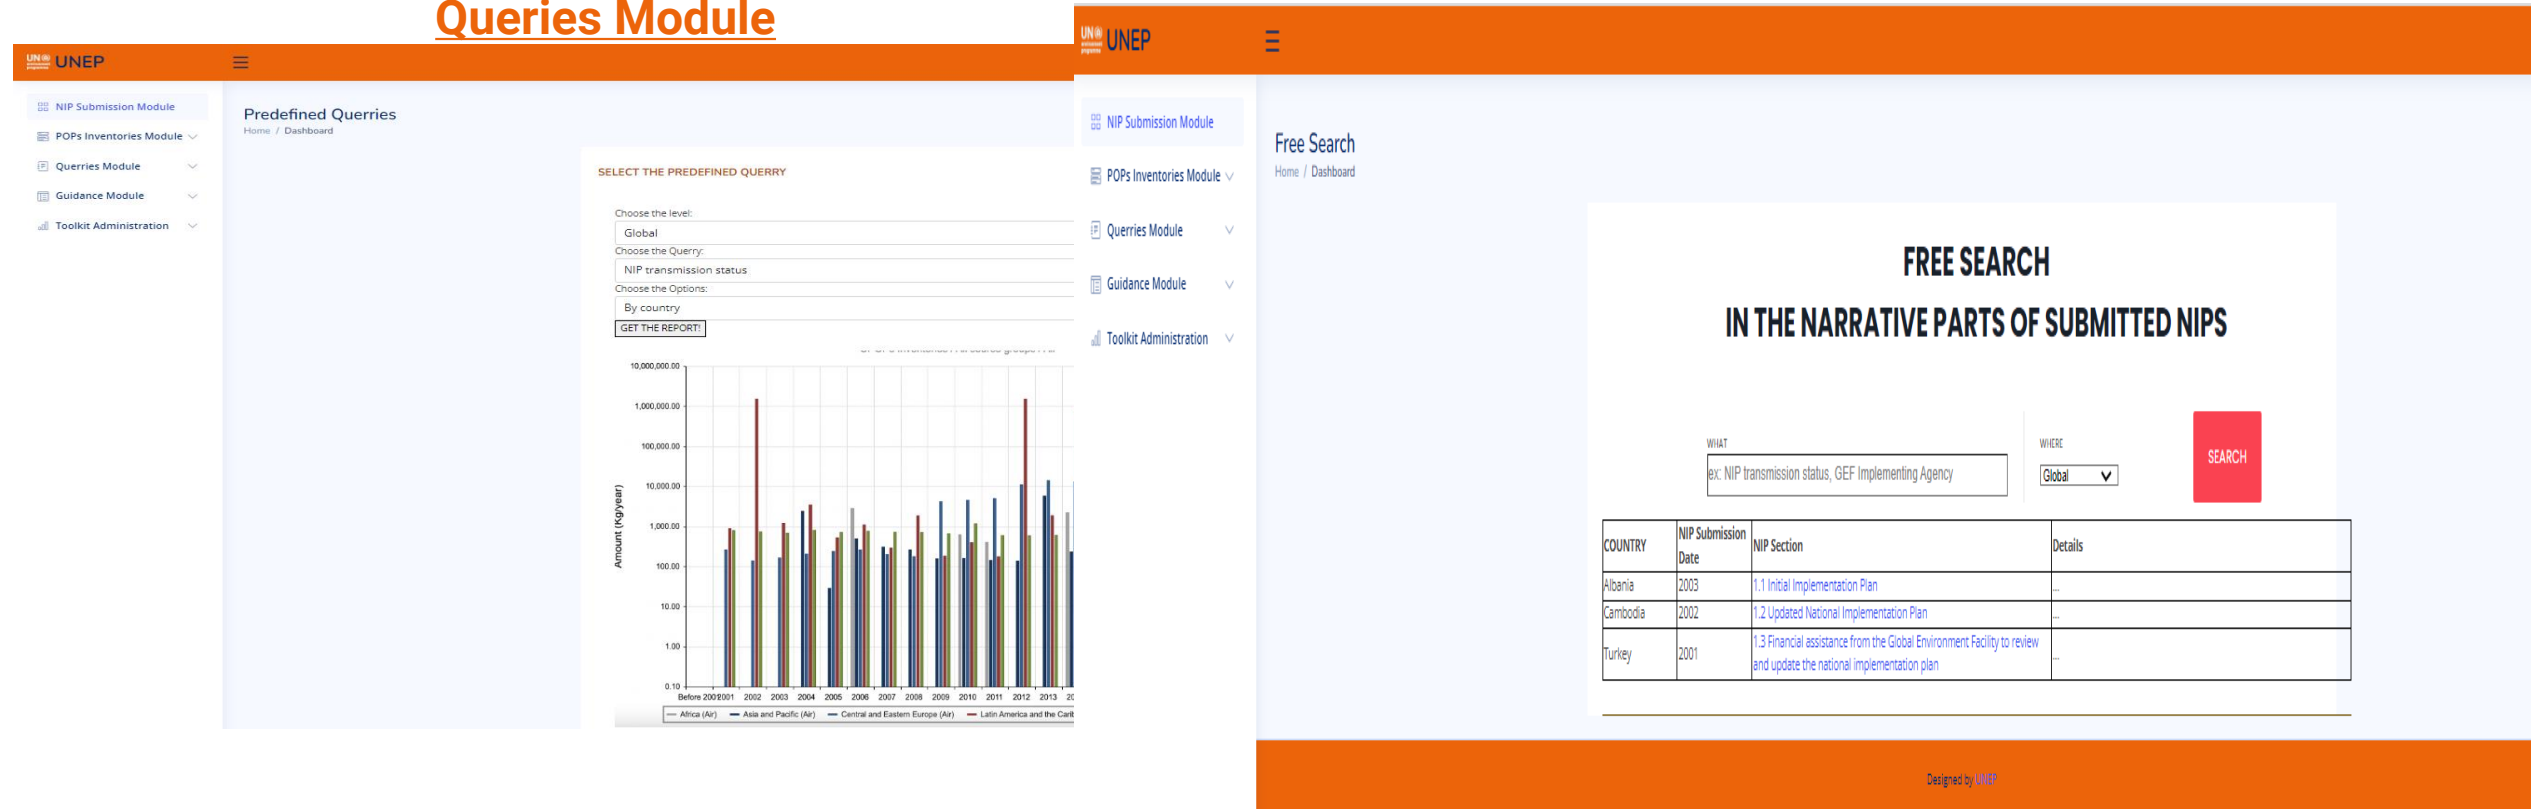 Queries Module
UN UNEP
NIP Submission Module
POPs Inventories Module
Querries Module
Guidance Module
Toolkit Administration
Predefined Querries
Home / Dashboard
SELECT THE PREDEFINED QUERRY
Choose the level:
Global
Choose the Querry:
NIP transmission status
Choose the Options:
By country
GET THE REPORT!
10,000,000.00
1,000,000.00
100,000.00
10,000.00
1,000.00
100.00
10.00
1.00
0.10
Amount (Kg/year)
Before 2001 2001 2002 2003 2004 2005 2006 2007 2008 2009 2010 2011 2012 2013 20
Africa (Air) Asia and Pacific (Air) Central and Eastern Europe (Air) Latin America and the Carib
UN UNEP
NIP Submission Module
POPs Inventories Module
Querries Module
Guidance Module
Toolkit Administration
Free Search
Home / Dashboard
FREE SEARCH
IN THE NARRATIVE PARTS OF SUBMITTED NIPS
WHAT
ex: NIP transmission status, GEF Implementing Agency
WHERE
Global
SEARCH
COUNTRY NIP Submission Date NIP Section Details
Albania 2003 1.1 Initial Implementation Plan ...
Cambodia 2002 1.2 Updated National Implementation Plan ...
Turkey 2001 1.3 Financial assistance from the Global Environment Facility to review
and update the national implementation plan ...
Designed by UNEP